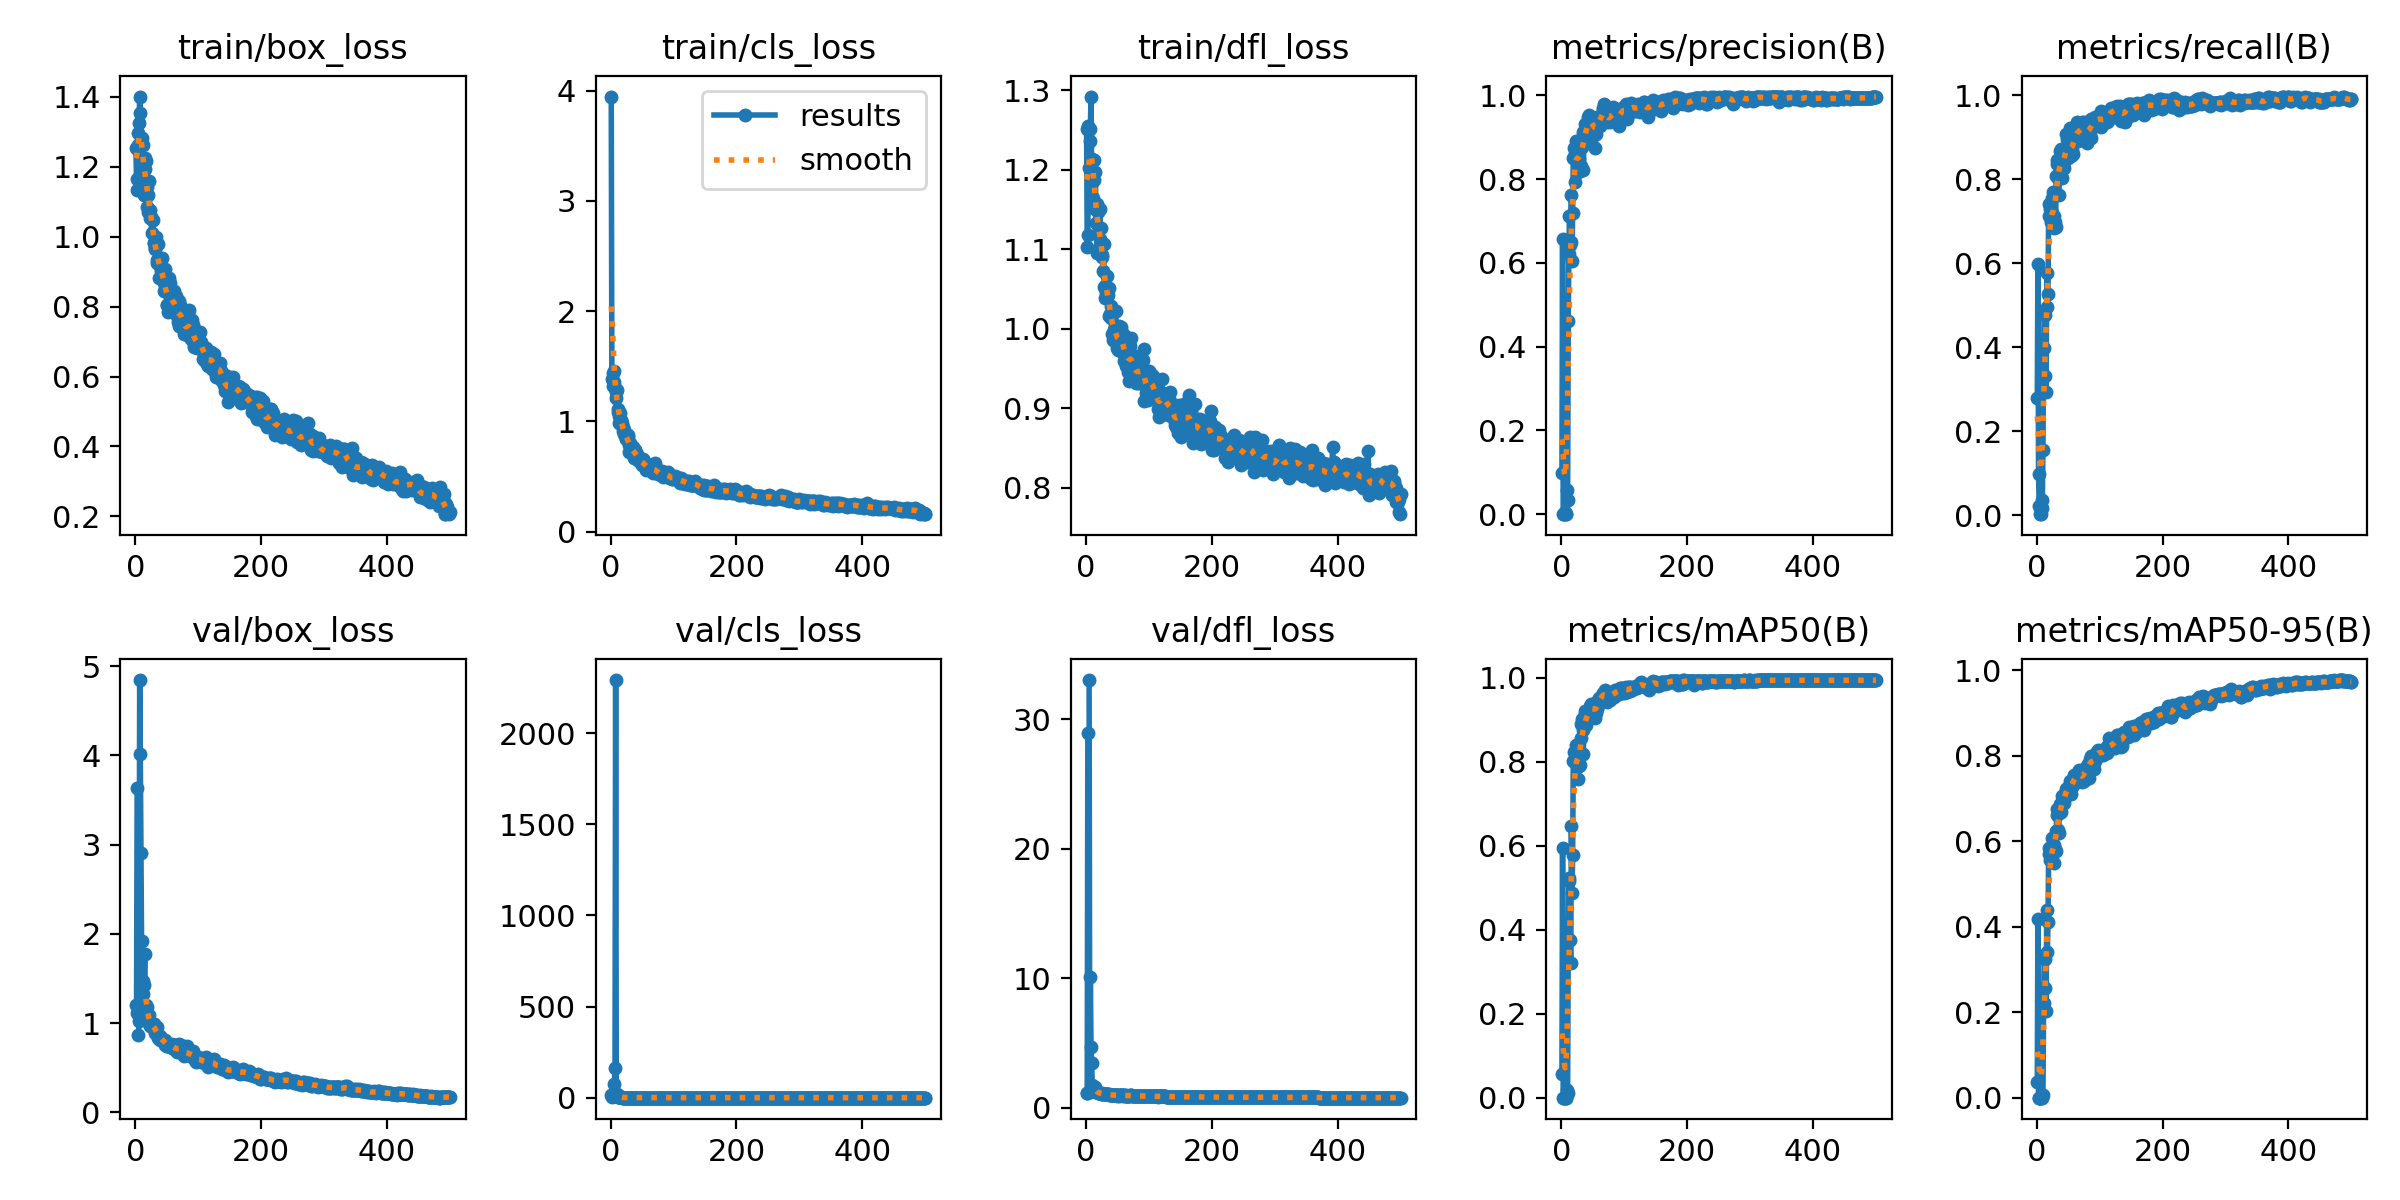 train/box_loss
1.4
1.2
1.0
0.8
0.6
0.4
0.2
0 200 400
train/cls_loss
results
smooth
4
3
2
1
0
0 200 400
train/dfl_loss
1.3
1.2
1.1
1.0
0.9
0.8
0 200 400
metrics/precision(B)
1.0
0.8
0.6
0.4
0.2
0.0
0 200 400
metrics/recall(B)
1.0
0.8
0.6
0.4
0.2
0.0
0 200 400
val/box_loss
5
4
3
2
1
0
0 200 400
val/cls_loss
2000
1500
1000
500
0
0 200 400
val/dfl_loss
30
20
10
0
0 200 400
metrics/mAP50(B)
1.0
0.8
0.6
0.4
0.2
0.0
0 200 400
metrics/mAP50-95(B)
1.0
0.8
0.6
0.4
0.2
0.0
0 200 400